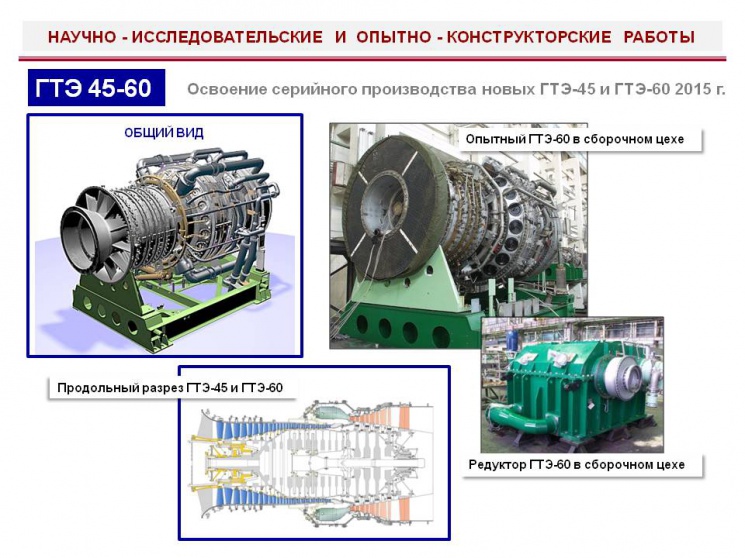 НАУЧНО - ИССЛЕДОВАТЕЛЬСКИЕ И ОПЫТНО - КОНСТРУКТОРСКИЕ РАБОТЫ
ГТЭ 45-60
Освоение серийного производства новых ГТЭ-45 и ГТЭ-60 2015 г.
ОБЩИЙ ВИД
Опытный ГТЭ-60 в сборочном цехе
Продольный разрез ГТЭ-45 и ГТЭ-60
Редуктор ГТЭ-60 в сборочном цехе